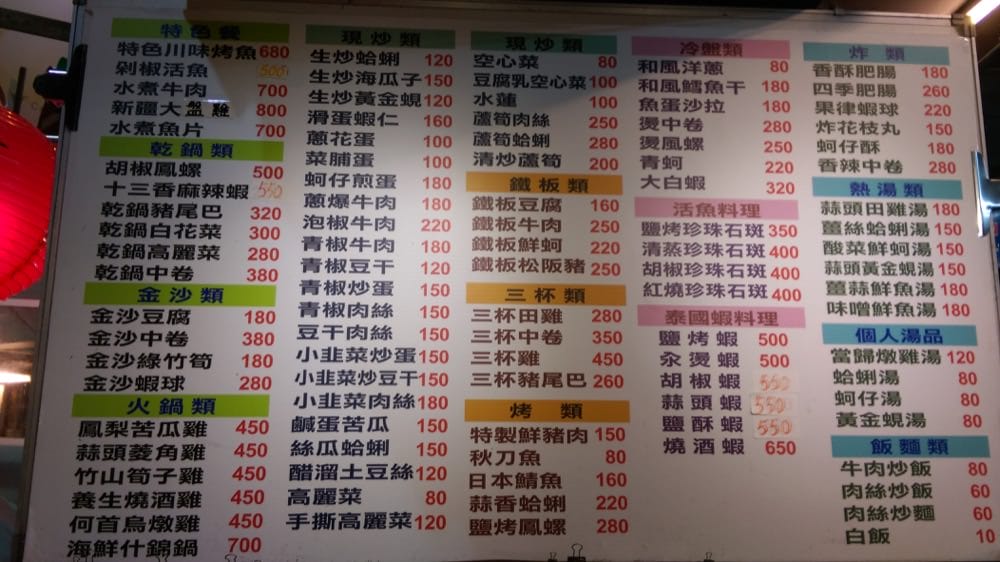 特色餐
特色川味烤魚 680
剁椒活魚 500
水煮牛肉 700
新疆大盤雞 800
水煮魚片 700
乾鍋類
胡椒鳳螺 500
十三香麻辣蝦 550
乾鍋豬尾巴 320
乾鍋白花菜 300
乾鍋高麗菜 280
乾鍋中卷 380
金沙類
金沙豆腐 180
金沙中卷 380
金沙綠竹筍 180
金沙蝦球 280
火鍋類
鳳梨苦瓜雞 450
蒜頭菱角雞 450
竹山筍子雞 450
養生燒酒雞 450
何首烏燉雞 450
海鮮什錦鍋 700
現炒類
生炒蛤蜊 120
生炒海瓜子 150
生炒黃金蜆 120
滑蛋蝦仁 160
蔥花蛋 100
菜脯蛋 100
蚵仔煎蛋 180
蔥爆牛肉 180
泡椒牛肉 220
青椒牛肉 180
青椒豆干 120
青椒炒蛋 150
青椒肉絲 150
豆干肉絲 150
小韭菜炒蛋 150
小韭菜炒豆干 150
小韭菜肉絲 180
鹹蛋苦瓜 150
絲瓜蛤蜊 150
醋溜土豆絲 120
高麗菜 80
手撕高麗菜 120
現炒類
空心菜 80
豆腐乳空心菜 100
水蓮 100
蘆筍肉絲 250
蘆筍蛤蜊 280
清炒蘆筍 200
鐵板類
鐵板豆腐 160
鐵板牛肉 250
鐵板鮮蚵 220
鐵板松阪豬 250
三杯類
三杯田雞 280
三杯中卷 350
三杯雞 450
三杯豬尾巴 260
烤類
特製鮮豬肉 150
秋刀魚 80
日本鯖魚 160
蒜香蛤蜊 220
鹽烤鳳螺 280
冷盤類
和風洋蔥 80
和風鱈魚干 180
魚蛋沙拉 180
燙中卷 280
燙風螺 250
青蚵 220
大白蝦 320
活魚料理
鹽烤珍珠石斑 350
清蒸珍珠石斑 400
胡椒珍珠石斑 400
紅燒珍珠石斑 400
泰國蝦料理
鹽烤蝦 500
汆燙蝦 500
胡椒蝦 550
蒜頭蝦 550
鹽酥蝦 550
燒酒蝦 650
炸類
香酥肥腸 180
四季肥腸 260
果律蝦球 220
炸花枝丸 150
蚵仔酥 180
香辣中卷 280
熱湯類
蒜頭田雞湯 180
薑絲蛤蜊湯 150
酸菜鮮蚵湯 150
蒜頭黃金蜆湯 150
薑蒜鮮魚湯 180
味噌鮮魚湯 180
個人湯品
當歸燉雞湯 120
蛤蜊湯 80
蚵仔湯 80
黃金蜆湯 80
飯麵類
牛肉炒飯 80
肉絲炒飯 60
肉絲炒麵 60
白飯 10